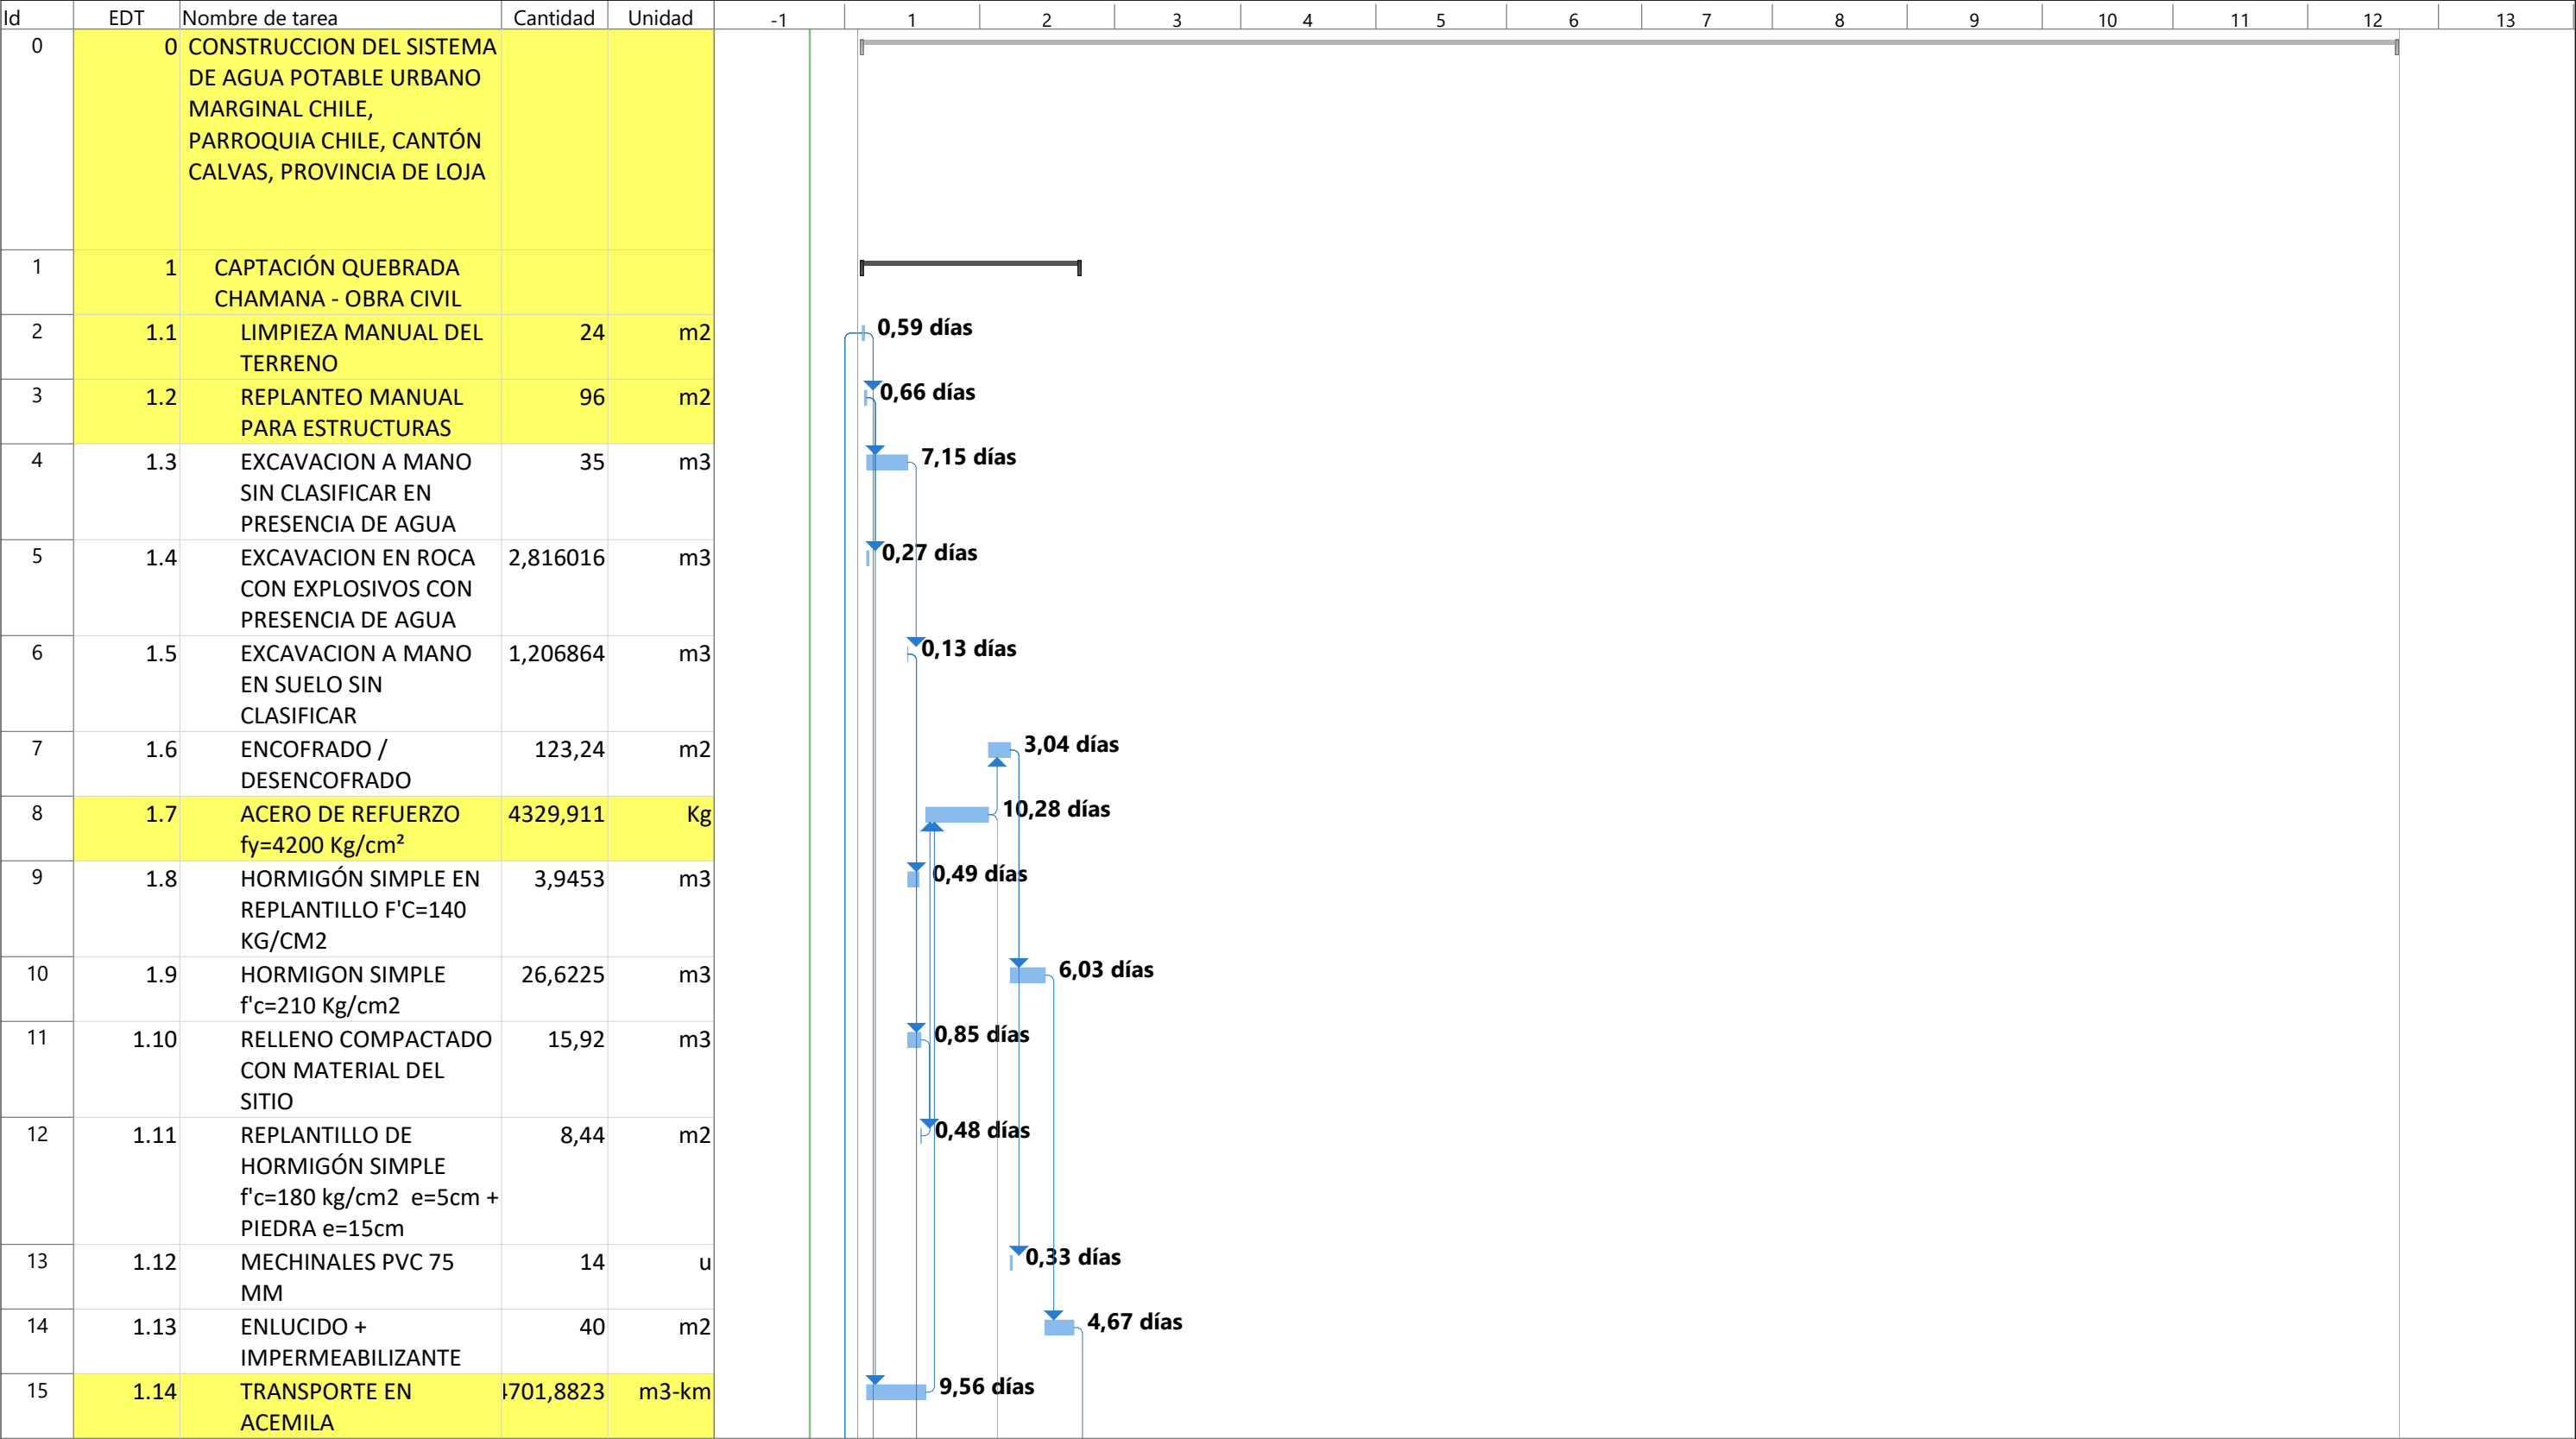 Id EDT Nombre de tarea Cantidad Unidad -1 1 2 3 4 5 6 7 8 9 10 11 12 13
0 0 CONSTRUCCION DEL SISTEMA
DE AGUA POTABLE URBANO
MARGINAL CHILE,
PARROQUIA CHILE, CANTÓN
CALVAS, PROVINCIA DE LOJA
1 1 CAPTACIÓN QUEBRADA
CHAMANA - OBRA CIVIL
2 1.1 LIMPIEZA MANUAL DEL 24 m2 0,59 días
TERRENO
3 1.2 REPLANTEO MANUAL 96 m2 0,66 días
PARA ESTRUCTURAS
4 1.3 EXCAVACION A MANO 35 m3 7,15 días
SIN CLASIFICAR EN
PRESENCIA DE AGUA
5 1.4 EXCAVACION EN ROCA 2,816016 m3 0,27 días
CON EXPLOSIVOS CON
PRESENCIA DE AGUA
6 1.5 EXCAVACION A MANO 1,206864 m3 0,13 días
EN SUELO SIN
CLASIFICAR
7 1.6 ENCOFRADO / 123,24 m2 3,04 días
DESENCOFRADO
8 1.7 ACERO DE REFUERZO 4329,911 Kg 10,28 días
fy=4200 Kg/cm²
9 1.8 HORMIGÓN SIMPLE EN 3,9453 m3 0,49 días
REPLANTILLO F'C=140
KG/CM2
10 1.9 HORMIGON SIMPLE 26,6225 m3 6,03 días
f'c=210 Kg/cm2
11 1.10 RELLENO COMPACTADO 15,92 m3 0,85 días
CON MATERIAL DEL
SITIO
12 1.11 REPLANTILLO DE 8,44 m2 0,48 días
HORMIGÓN SIMPLE
f'c=180 kg/cm2 e=5cm +
PIEDRA e=15cm
13 1.12 MECHINALES PVC 75 14 u 0,33 días
MM
14 1.13 ENLUCIDO + 40 m2 4,67 días
IMPERMEABILIZANTE
15 1.14 TRANSPORTE EN m3-km 9,56 días
ACEMILA